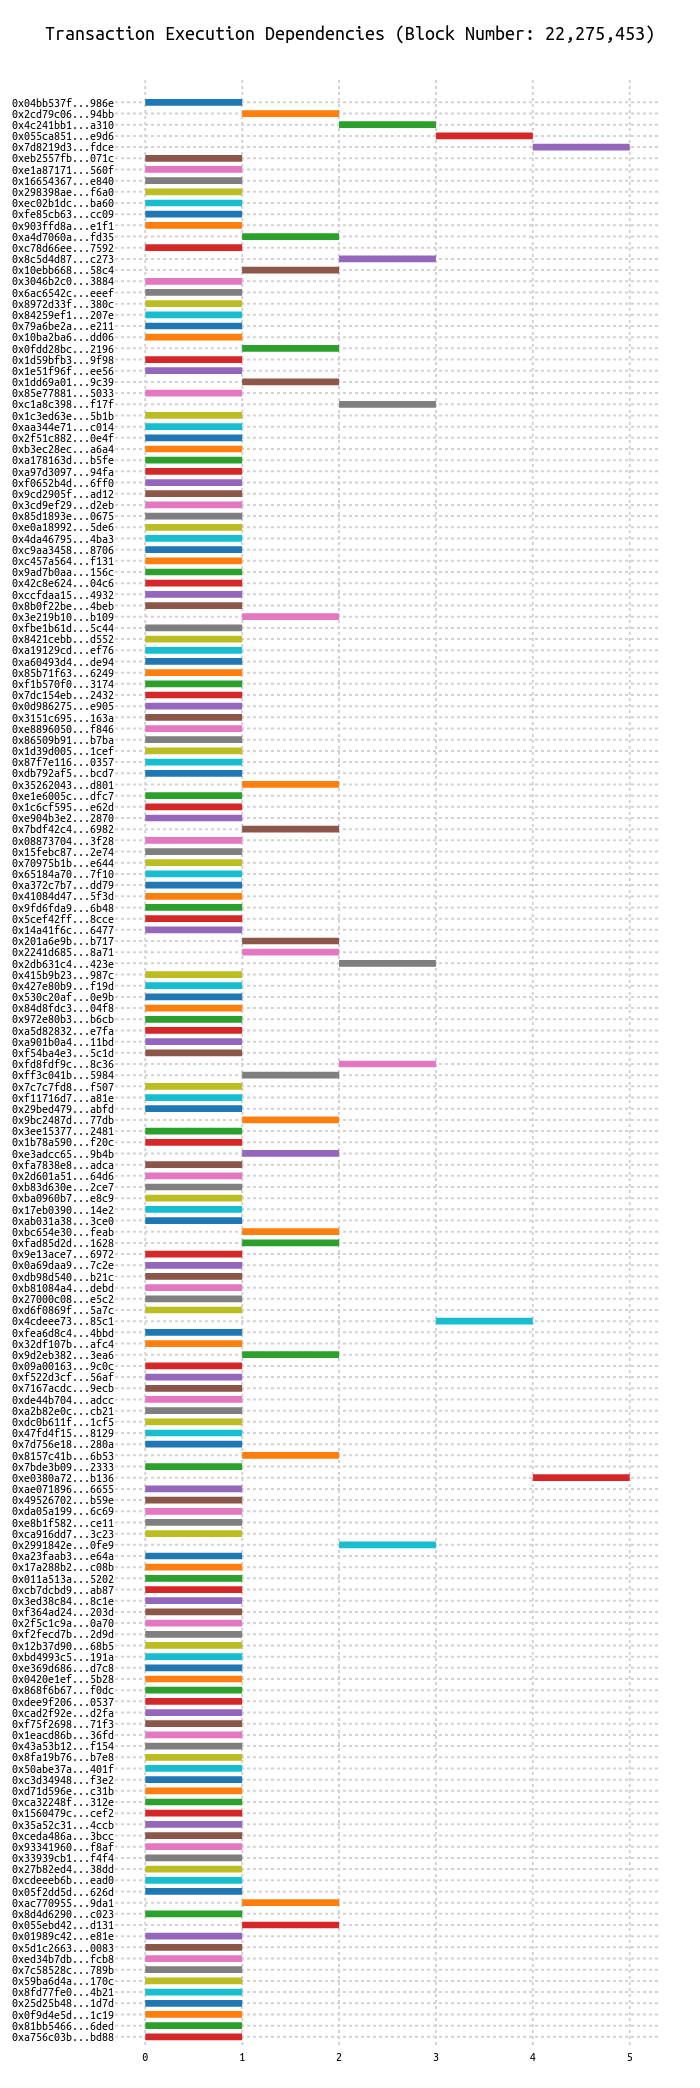 Transaction Execution Dependencies (Block Number: 22,275,453)
0x04bb537f...986e
0x2cd79c06...94bb
0x4c241bb1...a310
0x055ca851...e9d6
0x7d8219d3...fdce
0xeb2557fb...071c
0xe1a87171...560f
0x16654367...e840
0x298398ae...f6a0
0xec02b1dc...ba60
0xfe85cb63...cc09
0x903ffd8a...e1f1
0xa4d7060a...fd35
0xc78d66ee...7592
0x8c5d4d87...c273
0x10ebb668...58c4
0x3046b2c0...3884
0x6ac6542c...eeef
0x8972d33f...380c
0x84259ef1...207e
0x79a6be2a...e211
0x10ba2ba6...dd06
0x0fdd28bc...2196
0x1d59bfb3...9f98
0x1e51f96f...ee56
0x1dd69a01...9c39
0x85e77881...5033
0xc1a8c398...f17f
0x1c3ed63e...5b1b
0xaa344e71...c014
0x2f51c882...0e4f
0xb3ec28ec...a6a4
0xa178163d...b5fe
0xa97d3097...94fa
0xf0652b4d...6ff0
0x9cd2905f...ad12
0x3cd9ef29...d2eb
0x85d1893e...0675
0xe0a18992...5de6
0x4da46795...4ba3
0xc9aa3458...8706
0xc457a564...f131
0x9ad7b0aa...156c
0x42c8e624...04c6
0xccfdaa15...4932
0x8b0f22be...4beb
0x3e219b10...b109
0xfbe1b61d...5c44
0x8421cebb...d552
0xa19129cd...ef76
0xa60493d4...de94
0x85b71f63...6249
0xf1b570f0...3174
0x7dc154eb...2432
0x0d986275...e905
0x3151c695...163a
0xe8896050...f846
0x86509b91...b7ba
0x1d39d005...1cef
0x87f7e116...0357
0xdb792af5...bcd7
0x35262043...d801
0xe1e6005c...dfc7
0x1c6cf595...e62d
0xe904b3e2...2870
0x7bdf42c4...6982
0x08873704...3f28
0x15febc87...2e74
0x70975b1b...e644
0x65184a70...7f10
0xa372c7b7...dd79
0x41084d47...5f3d
0x9fd6fda9...6b48
0x5cef42ff...8cce
0x14a41f6c...6477
0x201a6e9b...b717
0x2241d685...8a71
0x2db631c4...423e
0x415b9b23...987c
0x427e80b9...f19d
0x530c20af...0e9b
0x84d8fdc3...04f8
0x972e80b3...b6cb
0xa5d82832...e7fa
0xa901b0a4...11bd
0xf54ba4e3...5c1d
0xfd8fdf9c...8c36
0xff3c041b...5984
0x7c7c7fd8...f507
0xf11716d7...a81e
0x29bed479...abfd
0x9bc2487d...77db
0x3ee15377...2481
0x1b78a590...f20c
0xe3adcc65...9b4b
0xfa7838e8...adca
0x2d601a51...64d6
0xb83d630e...2ce7
0xba0960b7...e8c9
0x17eb0390...14e2
0xab031a38...3ce0
0xbc654e30...feab
0xfad85d2d...1628
0x9e13ace7...6972
0x0a69daa9...7c2e
0xdb98d540...b21c
0xb81084a4...debd
0x27000c08...e5c2
0xd6f0869f...5a7c
0x4cdeee73...85c1
0xfea6d8c4...4bbd
0x32df107b...afc4
0x9d2eb382...3ea6
0x09a00163...9c0c
0xf522d3cf...56af
0x7167acdc...9ecb
0xde44b704...adcc
0xa2b82e0c...cb21
0xdc0b611f...1cf5
0x47fd4f15...8129
0x7d756e18...280a
0x8157c41b...6b53
0x7bde3b09...2333
0xe0380a72...b136
0xae071896...6655
0x49526702...b59e
0xda05a199...6c69
0xe8b1f582...ce11
0xca916dd7...3c23
0x2991842e...0fe9
0xa23faab3...e64a
0x17a288b2...c08b
0x011a513a...5202
0xcb7dcbd9...ab87
0x3ed38c84...8c1e
0xf364ad24...203d
0x2f5c1c9a...0a70
0xf2fecd7b...2d9d
0x12b37d90...68b5
0xbd4993c5...191a
0xe369d686...d7c8
0x0420e1ef...5b28
0x868f6b67...f0dc
0xdee9f206...0537
0xcad2f92e...d2fa
0xf75f2698...71f3
0x1eacd86b...36fd
0x43a53b12...f154
0x8fa19b76...b7e8
0x50abe37a...401f
0xc3d34948...f3e2
0xd71d596e...c31b
0xca32248f...312e
0x1560479c...cef2
0x35a52c31...4ccb
0xceda486a...3bcc
0x93341960...f8af
0x33939cb1...f4f4
0x27b82ed4...38dd
0xcdeeeb6b...ead0
0x05f2dd5d...626d
0xac770955...9da1
0x8d4d6290...c023
0x055ebd42...d131
0x01989c42...e81e
0x5d1c2663...0083
0xed34b7db...fcb8
0x7c58528c...789b
0x59ba6d4a...170c
0x8fd77fe0...4b21
0x25d25b48...1d7d
0x0f9d4e5d...1c19
0x81bb5466...6ded
0xa756c03b...bd88
0 1 2 3 4 5